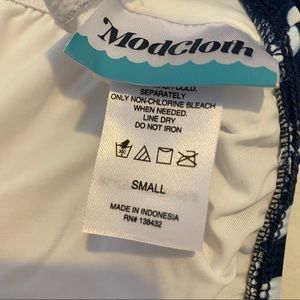 ModCloth
COLD.
SEPARATELY
ONLY NON-CHLORINE BLEACH
WHEN NEEDED.
LINE DRY
DO NOT IRON
SMALL
MADE IN INDONESIA
RN# 138432